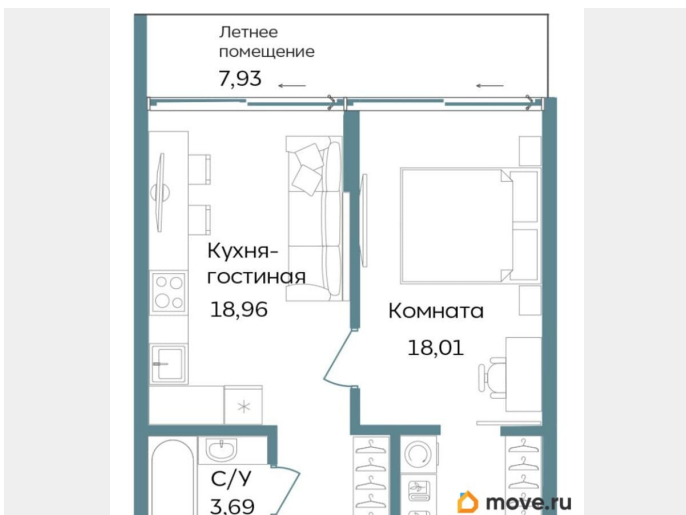 Летнее
помещение
7,93
Кухня-
гостиная
18,96
Комната
18,01
С/У
3,69
move.ru